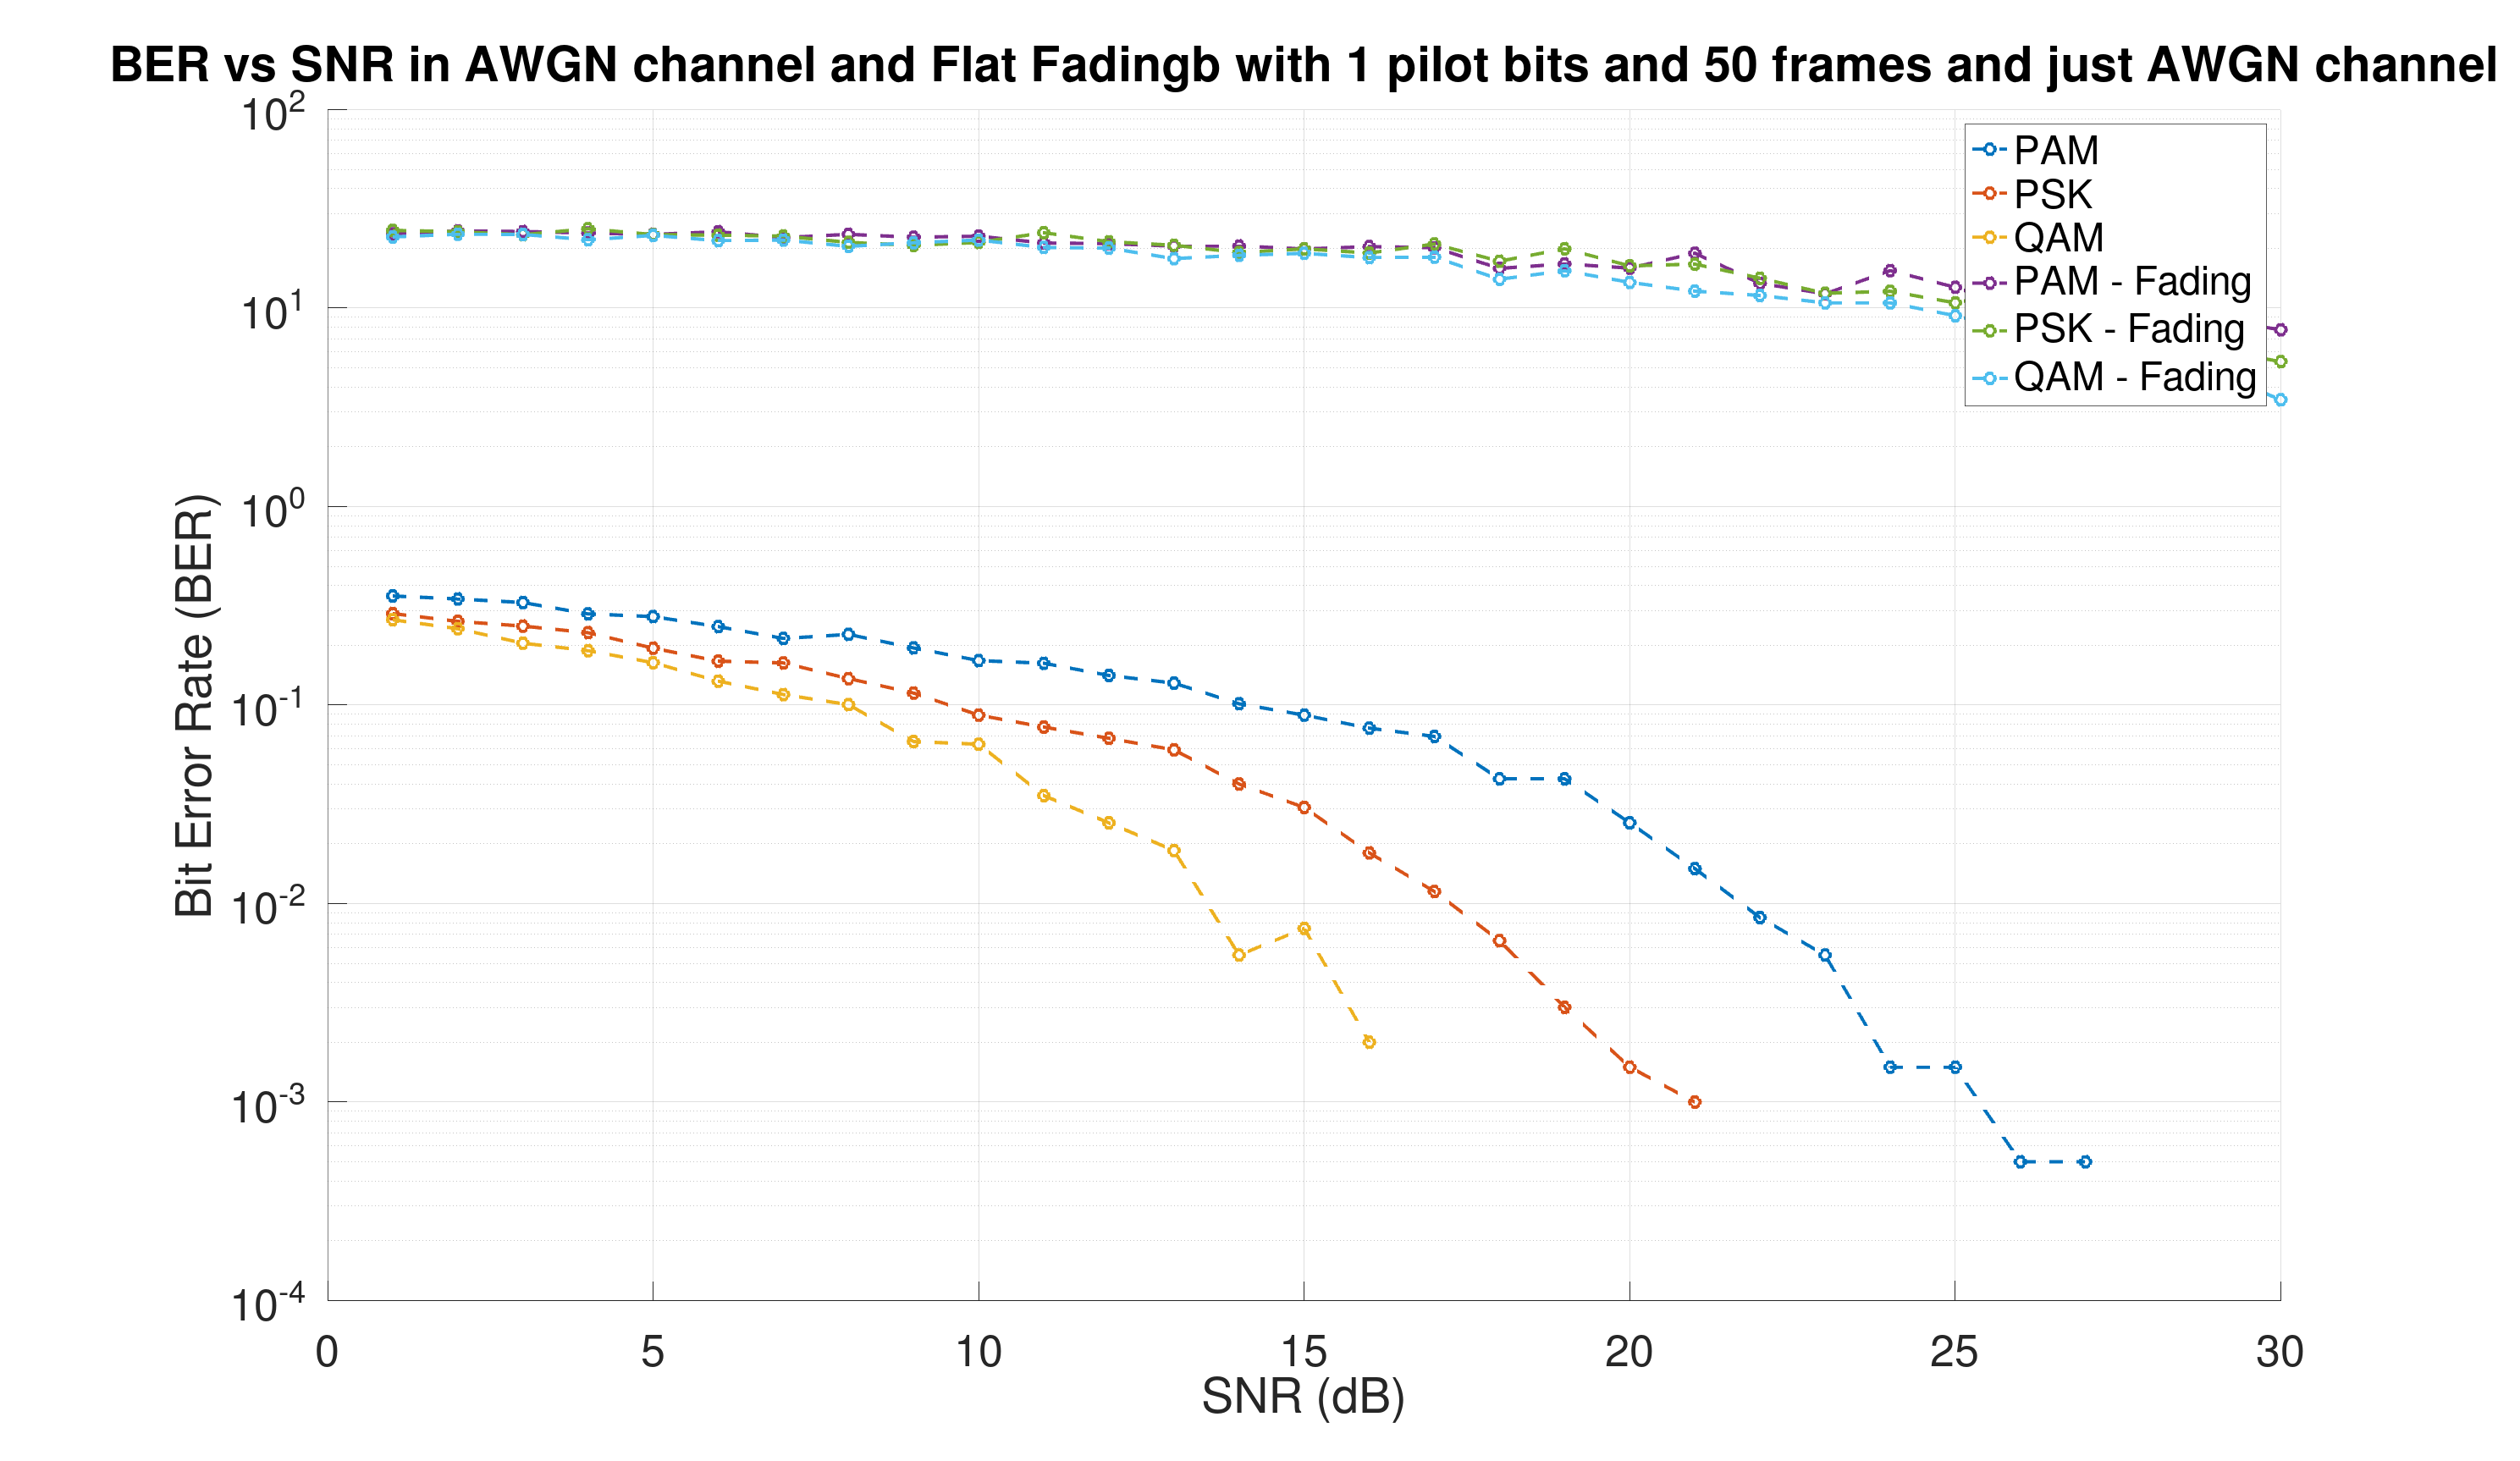 BER vs SNR in AWGN channel and Flat Fadingb with 1 pilot bits and 50 frames and just AWGN channel
10^2
10^1
10^0
10^-1
10^-2
10^-3
10^-4
Bit Error Rate (BER)
PAM
PSK
QAM
PAM - Fading
PSK - Fading
QAM - Fading
0 5 10 15 20 25 30
SNR (dB)